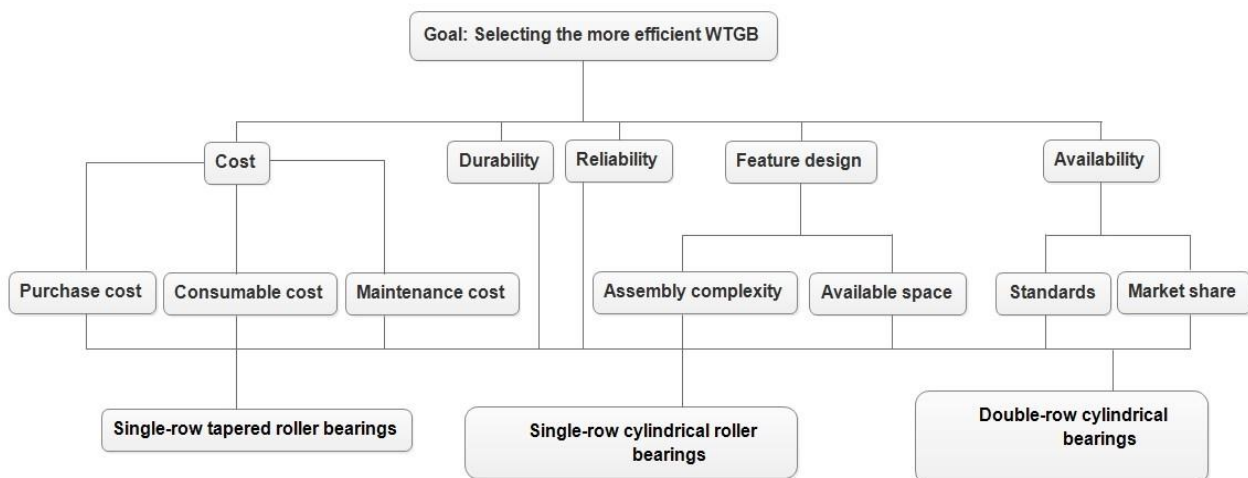 Goal: Selecting the more efficient WTGB
Cost
Durability
Reliability
Feature design
Availability
Purchase cost
Consumable cost
Maintenance cost
Assembly complexity
Available space
Standards
Market share
Single-row tapered roller bearings
Single-row cylindrical roller
bearings
Double-row cylindrical
bearings